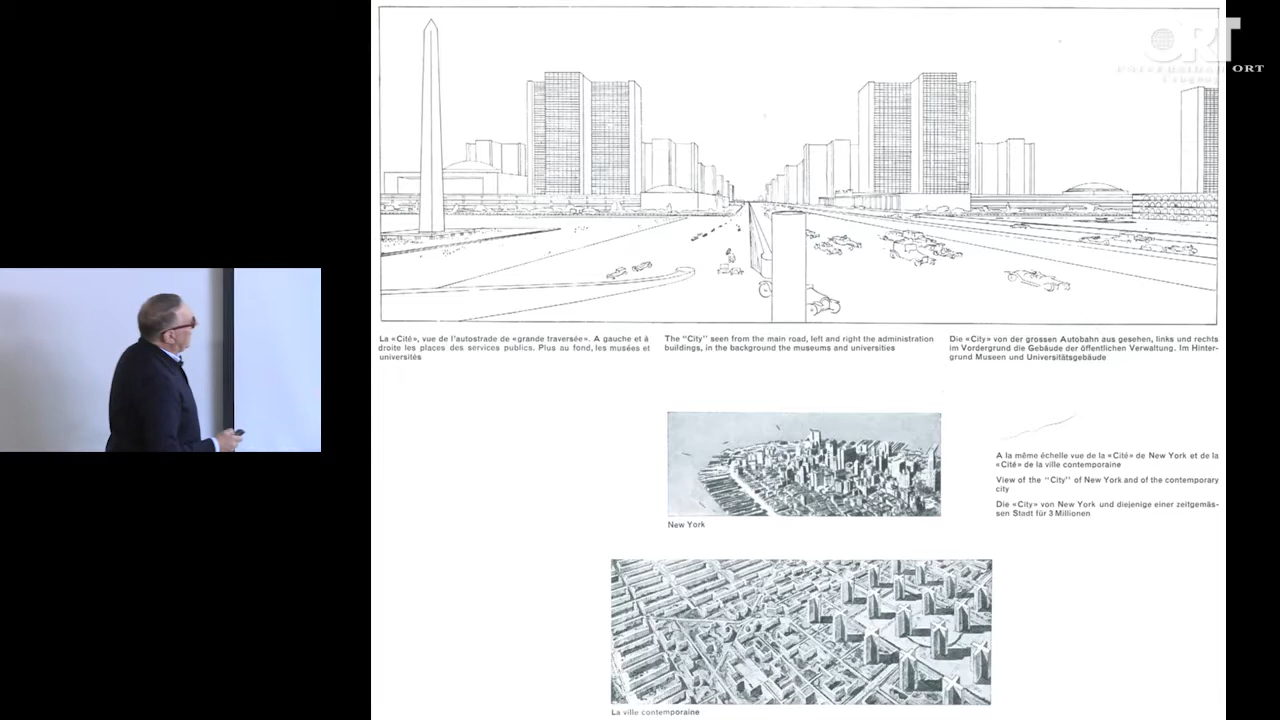 ORT
UNIVERSIDAD ORT
Uruguay
La «Cité», vue de l'autostrade de «grande traversée». A gauche et à
droite les places des services publics. Plus au fond, les musées et
universités
The "City" seen from the main road, left and right the administration
buildings, in the background the museums and universities
Die «City» von der grossen Autobahn aus gesehen, links und rechts
im Vordergrund die Gebäude der öffentlichen Verwaltung. Im Hinter-
grund Museen und Universitätsgebäude
New York
A la même échelle vue de la «Cité» de New York et de la
«Cité» de la ville contemporaine
View of the "City" of New York and of the contemporary
city
Die «City» von New York und diejenige einer zeitgemäs-
sen Stadt für 3 Millionen
La ville contemporaine